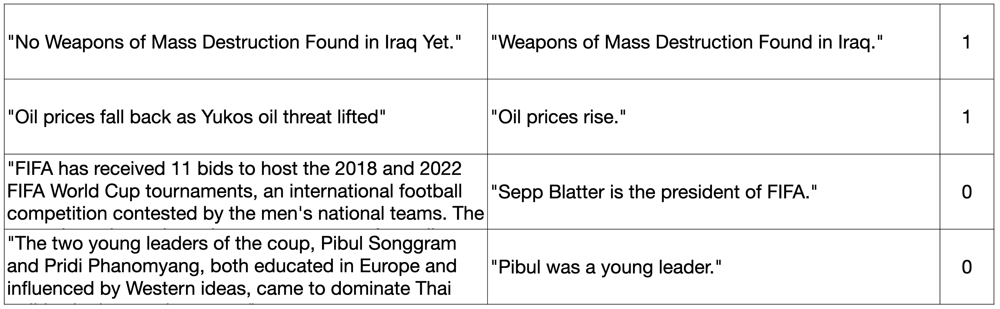 "No Weapons of Mass Destruction Found in Iraq Yet."
"Weapons of Mass Destruction Found in Iraq."
1
"Oil prices fall back as Yukos oil threat lifted"
"Oil prices rise."
1
"FIFA has received 11 bids to host the 2018 and 2022
FIFA World Cup tournaments, an international football
competition contested by the men's national teams. The
"Sepp Blatter is the president of FIFA."
0
"The two young leaders of the coup, Pibul Songgram
and Pridi Phanomyang, both educated in Europe and
influenced by Western ideas, came to dominate Thai
"Pibul was a young leader."
0